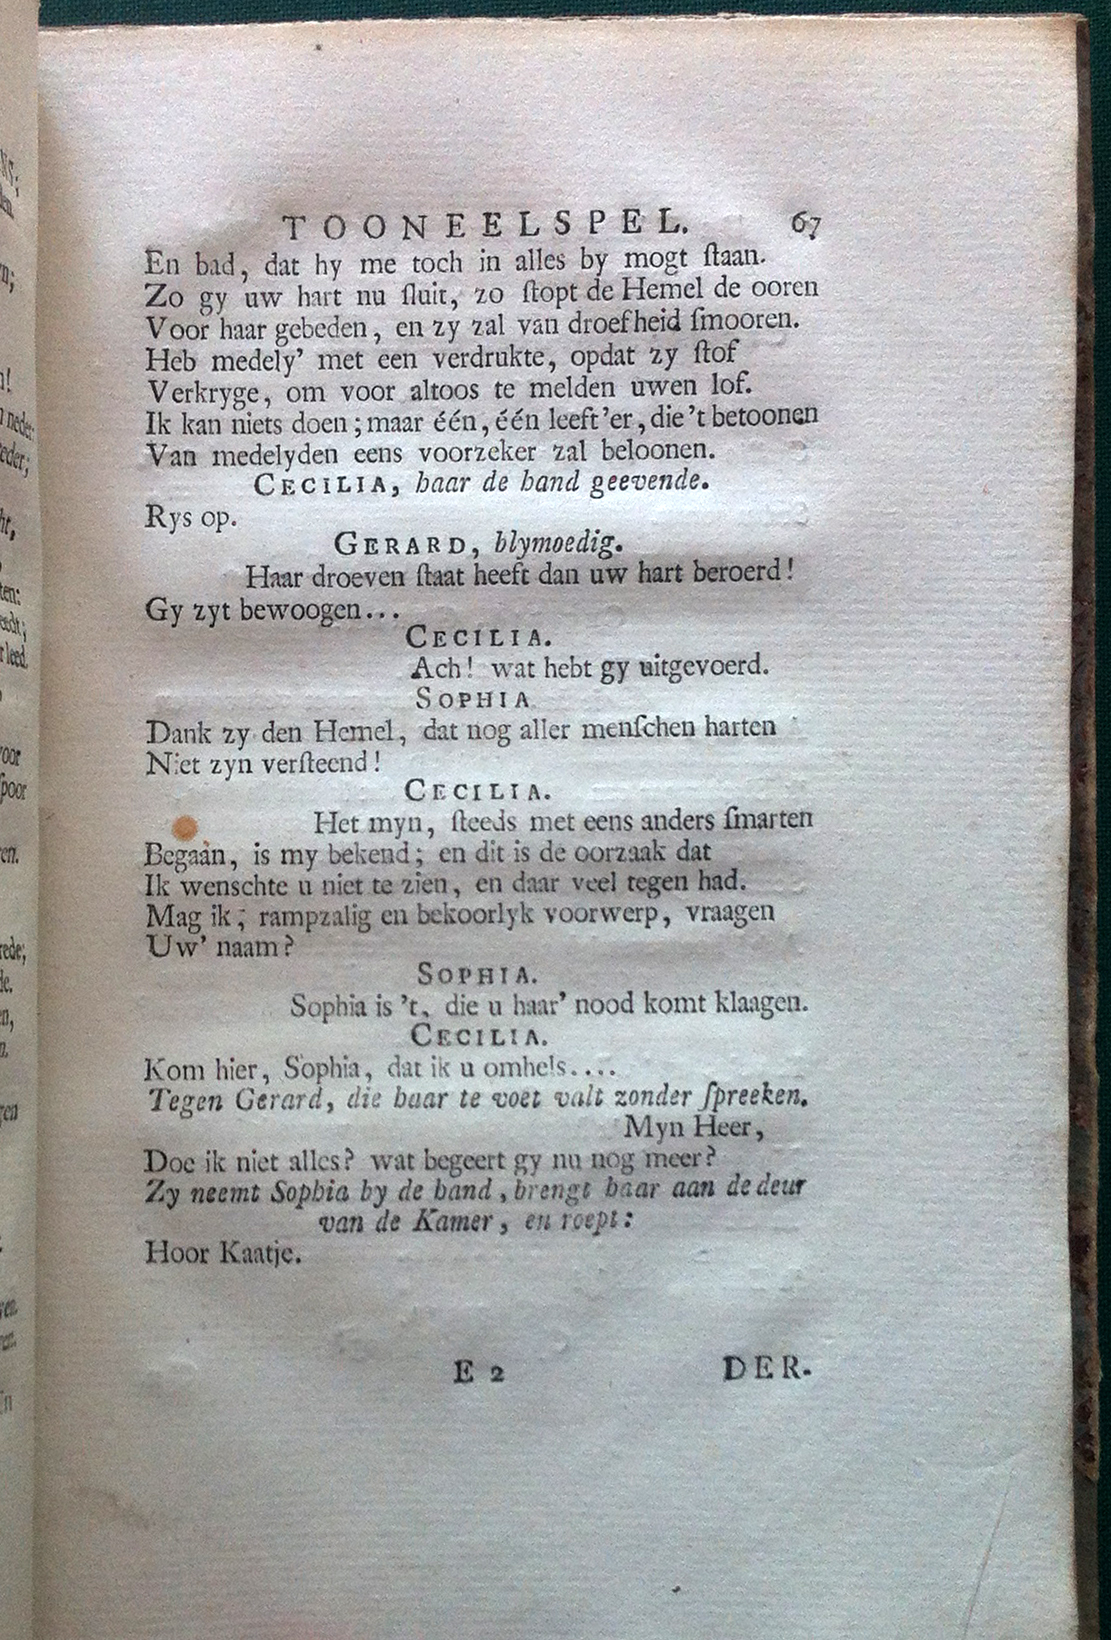 TOONEELSPEL. 67
En bad, dat hy me toch in alles by mogt ſtaan.
Zo gy uw hart nu ſluit, zo ſtopt de Hemel de ooren
Voor haar gebeden, en zy zal van droefheid ſmooren.
Heb medely' met een verdrukte, opdat zy ſtof
Verkryge, om voor altoos te melden uwen lof.
Ik kan niets doen; maar één, één leeft'er, die 't betoonen
Van medelyden eens voorzeker zal beloonen.
CECILIA, haar de hand geevende.
Rys op.
GERARD, blymoedig.
Haar droeven ſtaat heeft dan uw hart beroerd!
Gy zyt bewoogen...
CECILIA.
Ach! wat hebt gy uitgevoerd.
SOPHIA
Dank zy den Hemel, dat nog aller menſchen harten
Niet zyn verſteend!
CECILIA.
Het myn, ſteeds met eens anders ſmarten
Begaan, is my bekend; en dit is de oorzaak dat
Ik wenschte u niet te zien, en daar veel tegen had.
Mag ik, rampzalig en bekoorlyk voorwerp, vraagen
Uw' naam?
SOPHIA.
Sophia is 't, die u haar' nood komt klaagen.
CECILIA.
Kom hier, Sophia, dat ik u omhels....
Tegen Gerard, die haar te voet valt zonder ſpreeken.
Myn Heer,
Doe ik niet alles? wat begeert gy nu nog meer?
Zy neemt Sophia by de hand, brengt haar aan de deur
van de Kamer, en roept:
Hoor Kaatje.
E 2 DER-